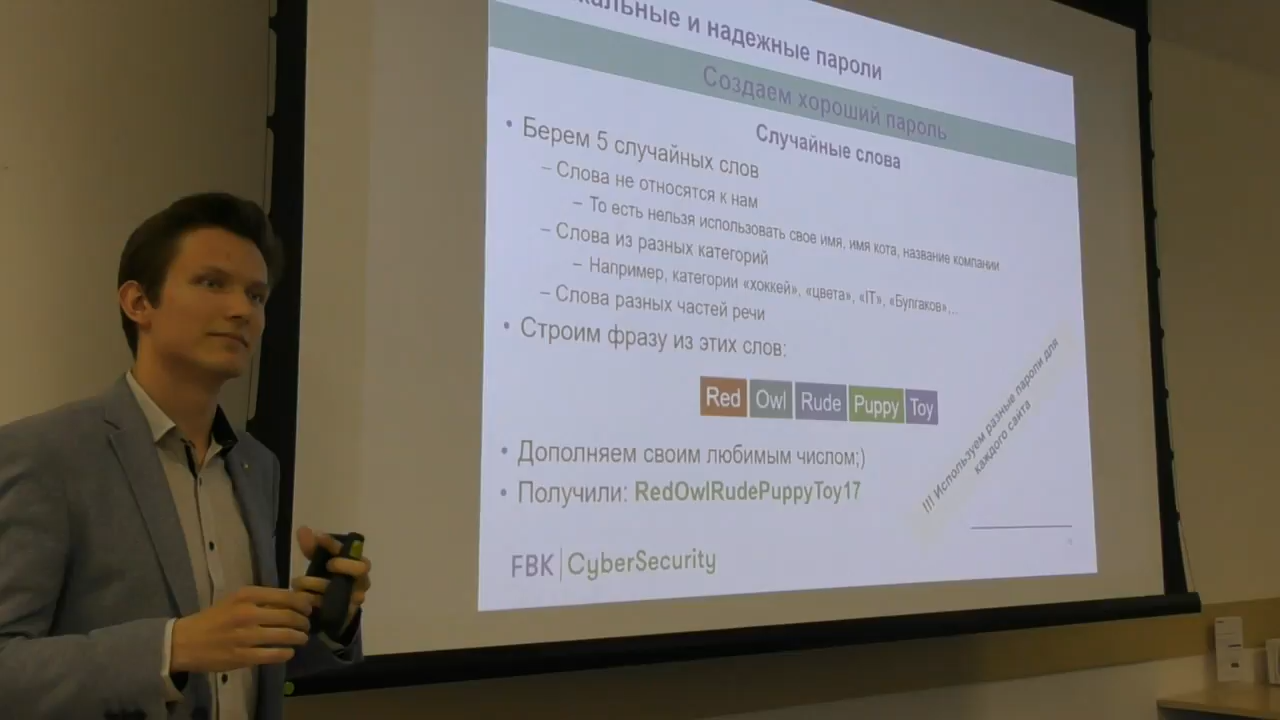 и надежные пароли
Создаем хороший пароль
Случайные слова
• Берем 5 случайных слов
– Слова не относятся к нам
– То есть нельзя использовать свое имя, имя кота, название компании
– Слова из разных категорий
– Например, категории «хоккей», «цвета», «IT», «Булгаков»,...
– Слова разных частей речи
• Строим фразу из этих слов:
Red Owl Rude Puppy Toy
• Дополняем своим любимым числом;)
• Получили: RedOwlRudePuppyToy17
!!! Используем разные пароли для
каждого сайта
FBK | CyberSecurity